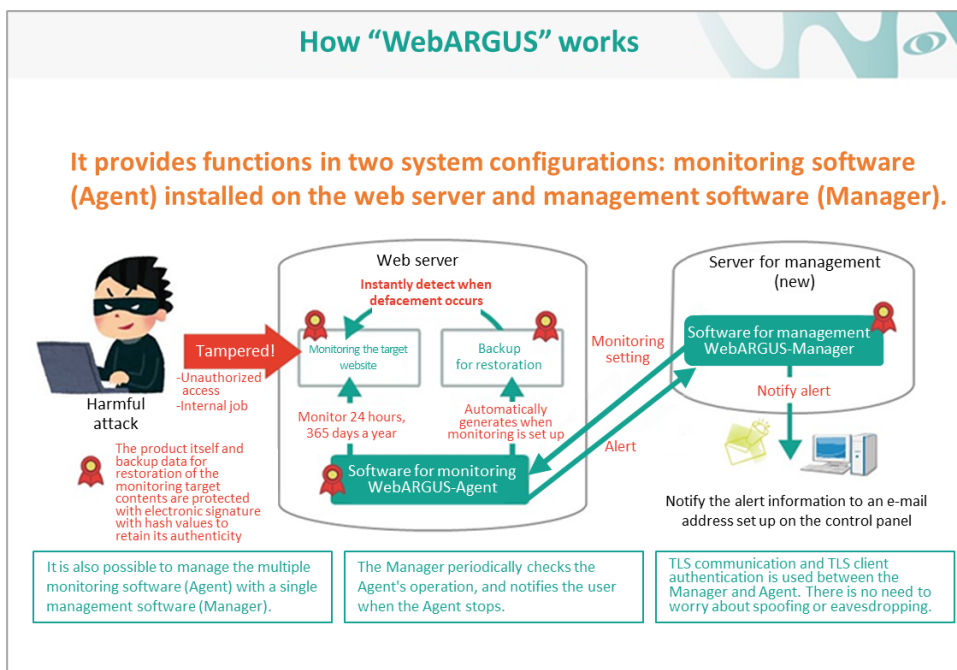 How “WebARGUS” works
It provides functions in two system configurations: monitoring software
(Agent) installed on the web server and management software (Manager).
Web server
Instantly detect when
defacement occurs
Server for management
(new)
Tampered!
Monitoring the target
website
Backup
for restoration
Monitoring
setting
Software for management
WebARGUS-Manager
-Unauthorized
access
-Internal job
Harmful
attack
Monitor 24 hours,
365 days a year
Automatically
generates when
monitoring is set up
Alert
Notify alert
The product itself and
backup data for
restoration of the
monitoring target
contents are protected
with electronic signature
with hash values to
retain its authenticity
Software for monitoring
WebARGUS-Agent
Notify the alert information to an e-mail
address set up on the control panel
It is also possible to manage the multiple
monitoring software (Agent) with a single
management software (Manager).
The Manager periodically checks the
Agent's operation, and notifies the user
when the Agent stops.
TLS communication and TLS client
authentication is used between the
Manager and Agent. There is no need to
worry about spoofing or eavesdropping.